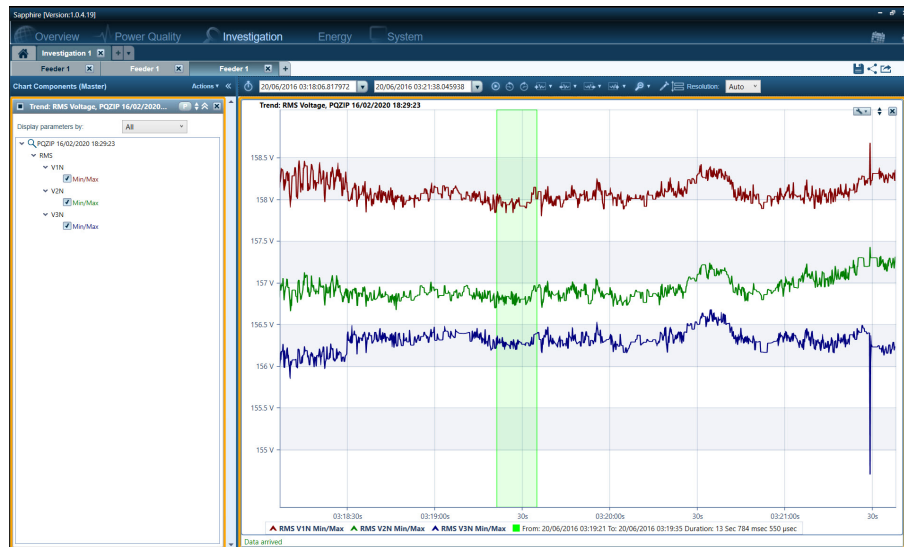 Sapphire [Version:1.0.4.19]
Overview Power Quality Investigation Energy System
Investigation 1
Feeder 1 Feeder 1 Feeder 1
Chart Components (Master) Actions 20/06/2016 03:18:06.817972 20/06/2016 03:21:38.045938 Resolution: Auto
Trend: RMS Voltage, PQZIP 16/02/2020...
Display parameters by: All
PQZIP 16/02/2020 18:29:23
RMS
V1N
Min/Max
V2N
Min/Max
V3N
Min/Max
Trend: RMS Voltage, PQZIP 16/02/2020 18:29:23
158.5 V
158 V
157.5 V
157 V
156.5 V
156 V
155.5 V
155 V
03:18:30s 03:19:00s 30s 03:20:00s 30s 03:21:00s 30s
RMS V1N Min/Max RMS V2N Min/Max RMS V3N Min/Max From: 20/06/2016 03:19:21 To: 20/06/2016 03:19:35 Duration: 13 Sec 784 msec 550 µsec
Data arrived